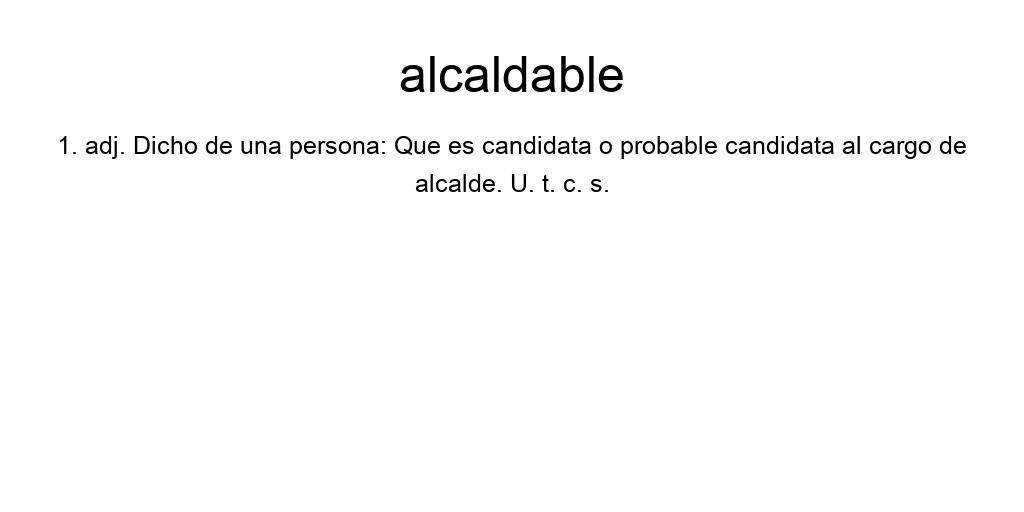 alcaldable
1. adj. Dicho de una persona: Que es candidata o probable candidata al cargo de
alcalde. U. t. c. s.